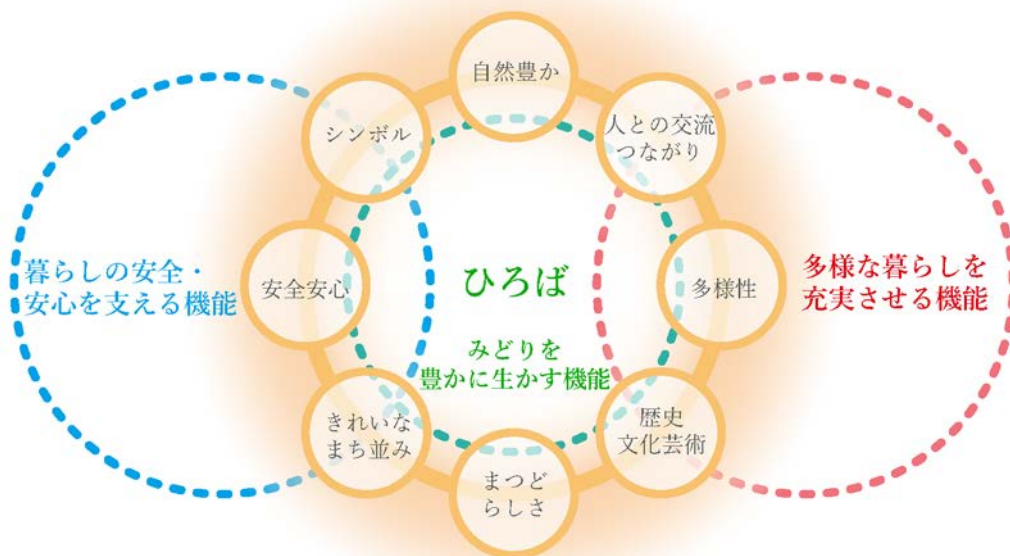 自然豊か
シンボル
人との交流
つながり
暮らしの安全・
安心を支える機能
安全安心
ひろば
多様性
多様な暮らしを
充実させる機能
みどりを
豊かに生かす機能
きれいな
まち並み
歴史
文化芸術
まつど
らしさ